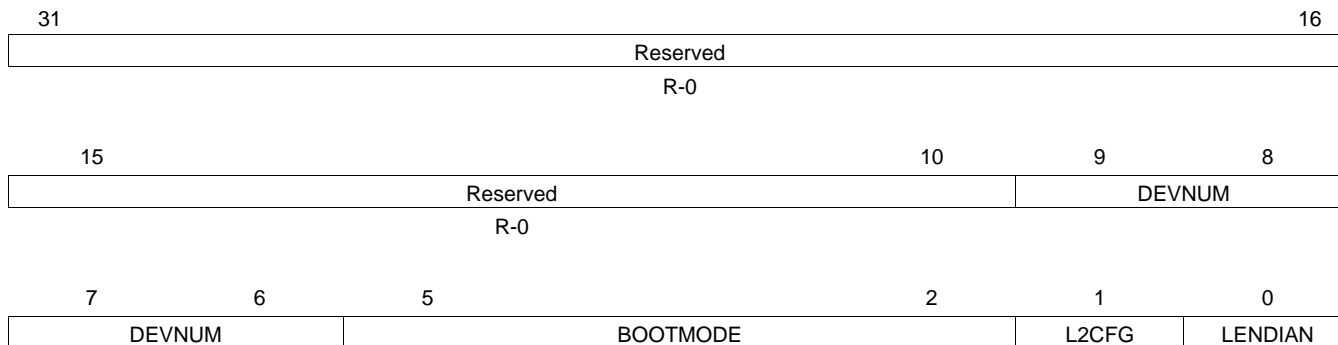 31 16
Reserved
R-0
15 10 9 8
Reserved DEVNUM
R-0
7 6 5 2 1 0
DEVNUM BOOTMODE L2CFG LENDIAN